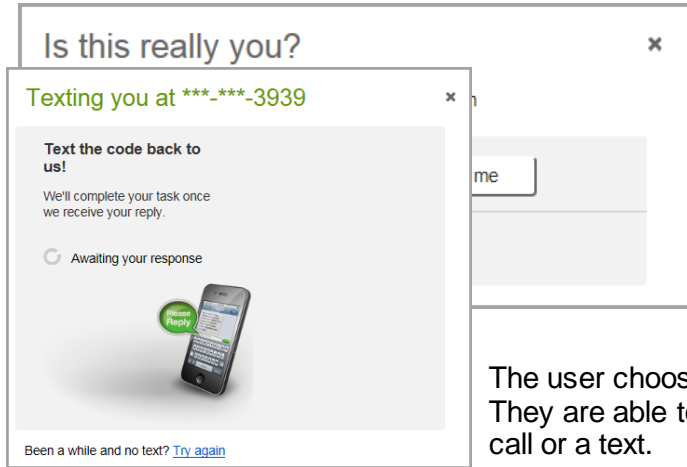 Is this really you?
Texting you at ***-***-3939
Text the code back to
us!
We'll complete your task once
we receive your reply.
me
Awaiting your response
Please
Reply
The user
They are able
call or a text.
Been a while and no text? Try again